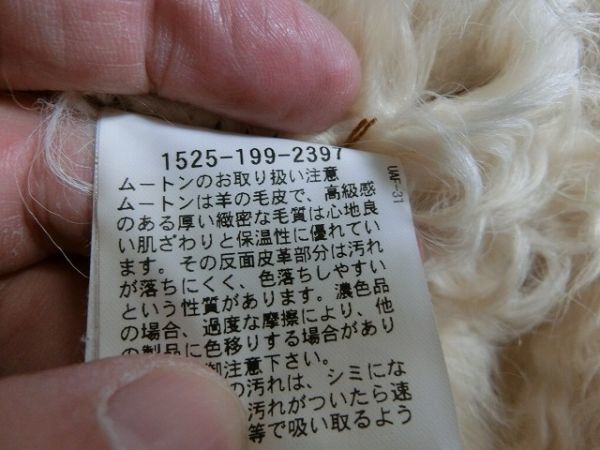 1525-199-2397
ムートンのお取り扱い注意
ムートンは羊の毛皮で、高級感
のある厚い緻密な毛質は心地良
い肌ざわりと保温性に優れてい
ます。その反面皮革部分は汚れ
が落ちにくく、色落ちしやすい
という性質があります。濃色品
の場合、過度な摩擦により、他
の製品に色移りする場合があり
御注意下さい。
の汚れは、シミにな
汚れがついたら速
等で吸い取るよう
UAF-31